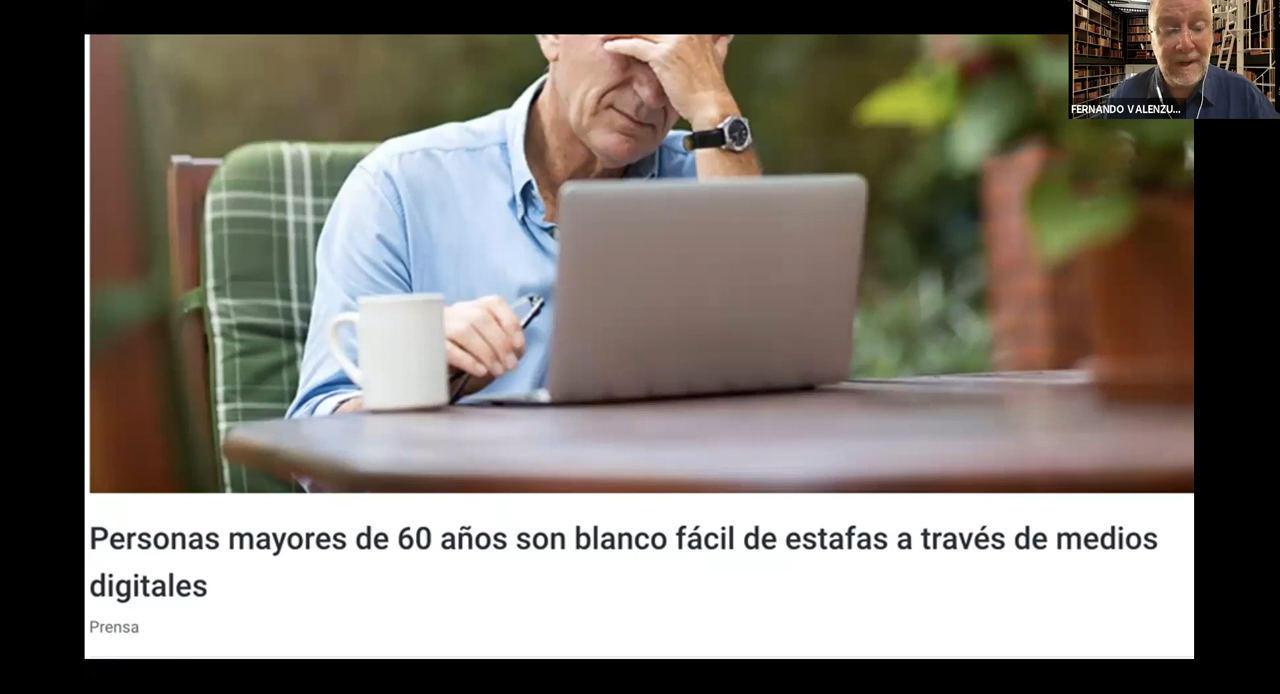 FERNANDO VALENZU...
Personas mayores de 60 años son blanco fácil de estafas a través de medios
digitales
Prensa